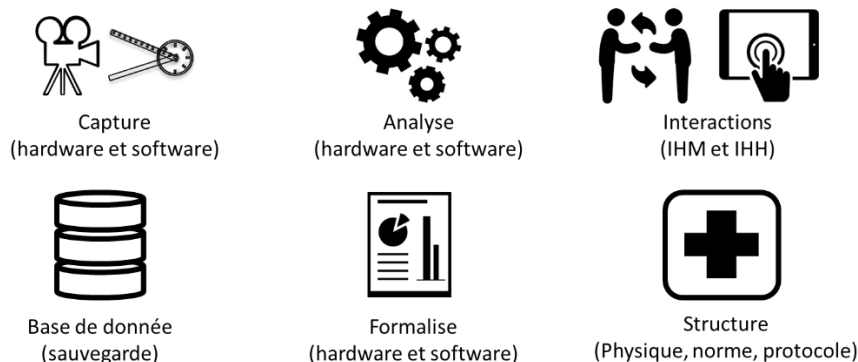 Capture
(hardware et software)
Analyse
(hardware et software)
Interactions
(IHM et IHH)
Base de donnée
(sauvegarde)
Formalise
(hardware et software)
Structure
(Physique, norme, protocole)